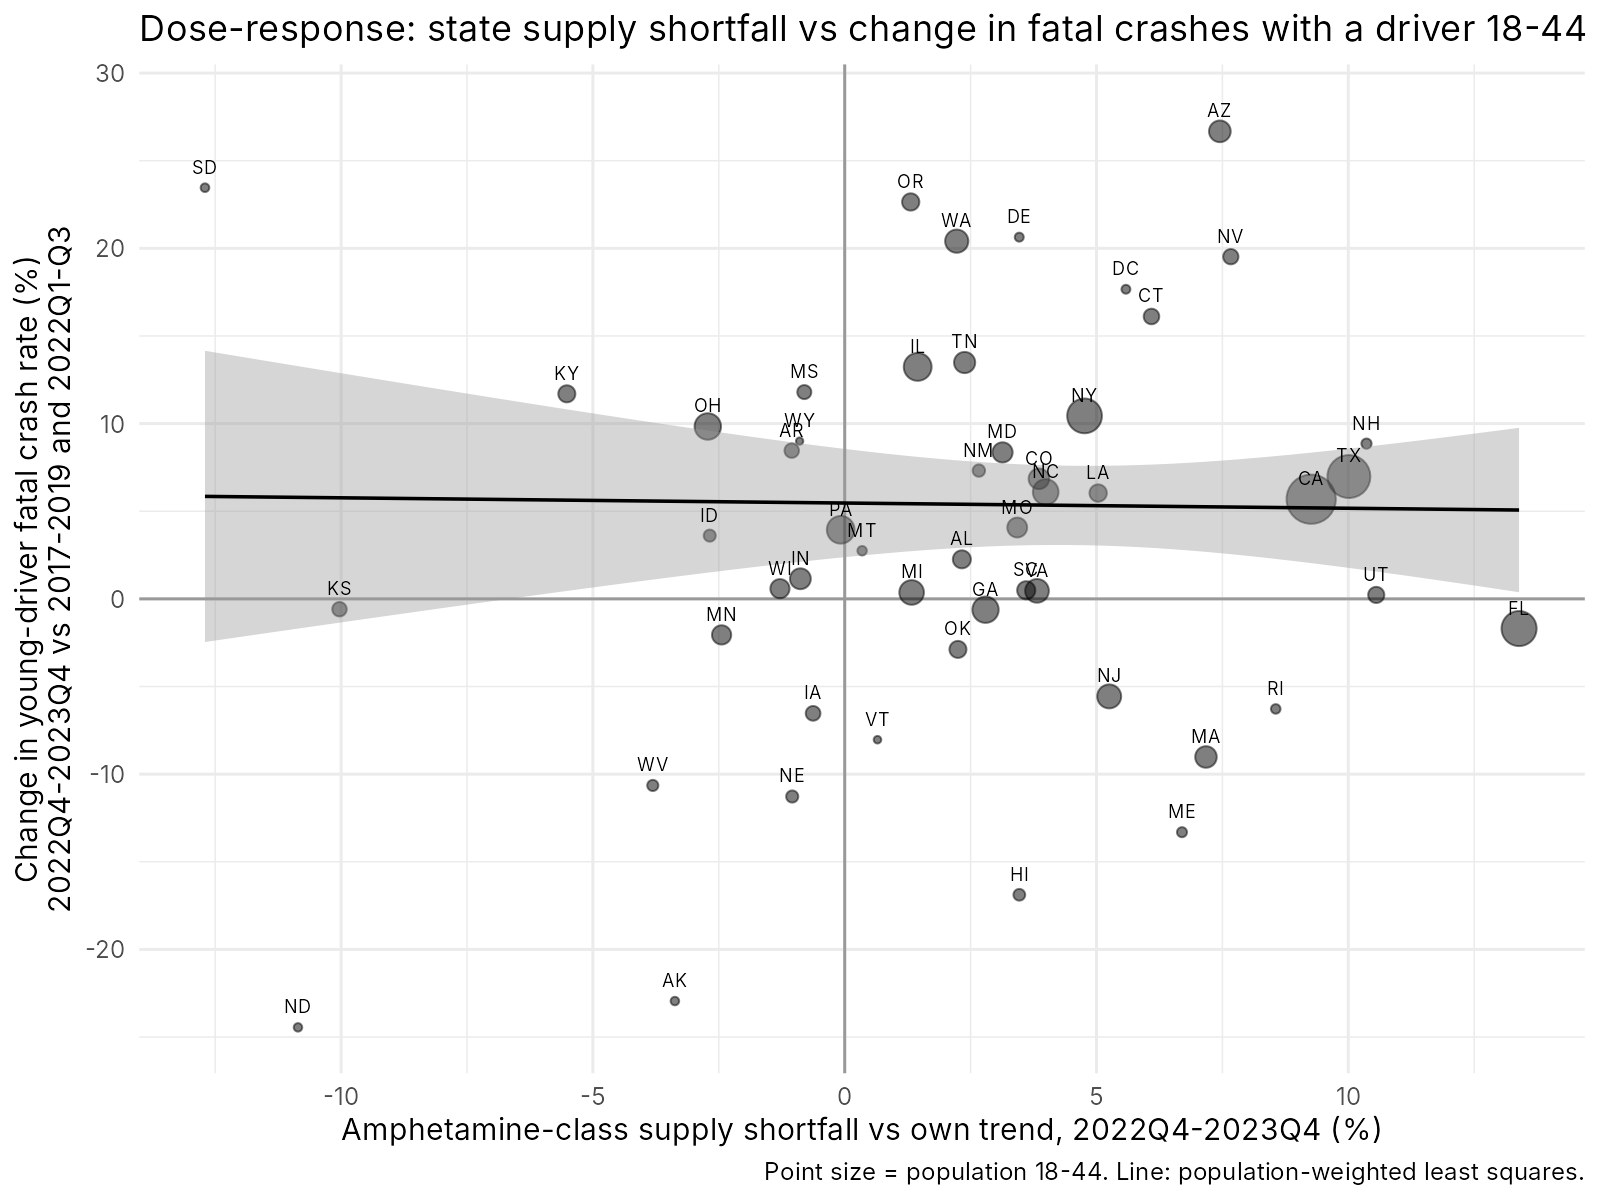 Dose-response: state supply shortfall vs change in fatal crashes with a driver 18-44
Change in young-driver fatal crash rate (%)
2022Q4-2023Q4 vs 2017-2019 and 2022Q1-Q3
30
20
10
0
-10
-20
AZ
SD
OR
DE
WA
NV
DC
CT
TN
IL
KY
MS
NY
OH
WY
AR
MD
NH
NM
CO
TX
NC
LA
CA
MO
PA
ID
MT
AL
IN
WI
MI
SC
VA
UT
KS
GA
FL
MN
OK
NJ
RI
IA
VT
MA
WV
NE
ME
HI
AK
ND
-10
-5
0
5
10
Amphetamine-class supply shortfall vs own trend, 2022Q4-2023Q4 (%)
Point size = population 18-44. Line: population-weighted least squares.